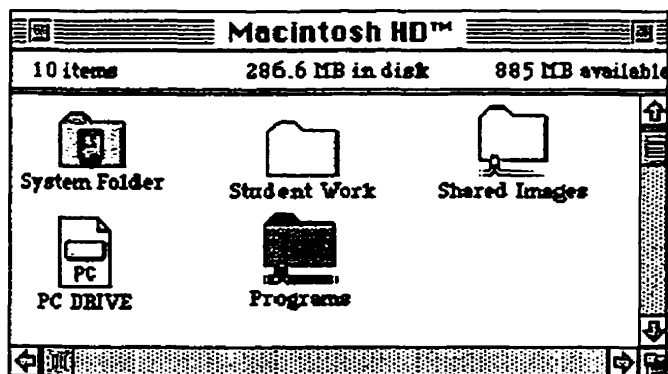 Macintosh HD™
10 items 286.6 MB in disk 885 MB available
System Folder Student Work Shared Images
PC
PC DRIVE Programs